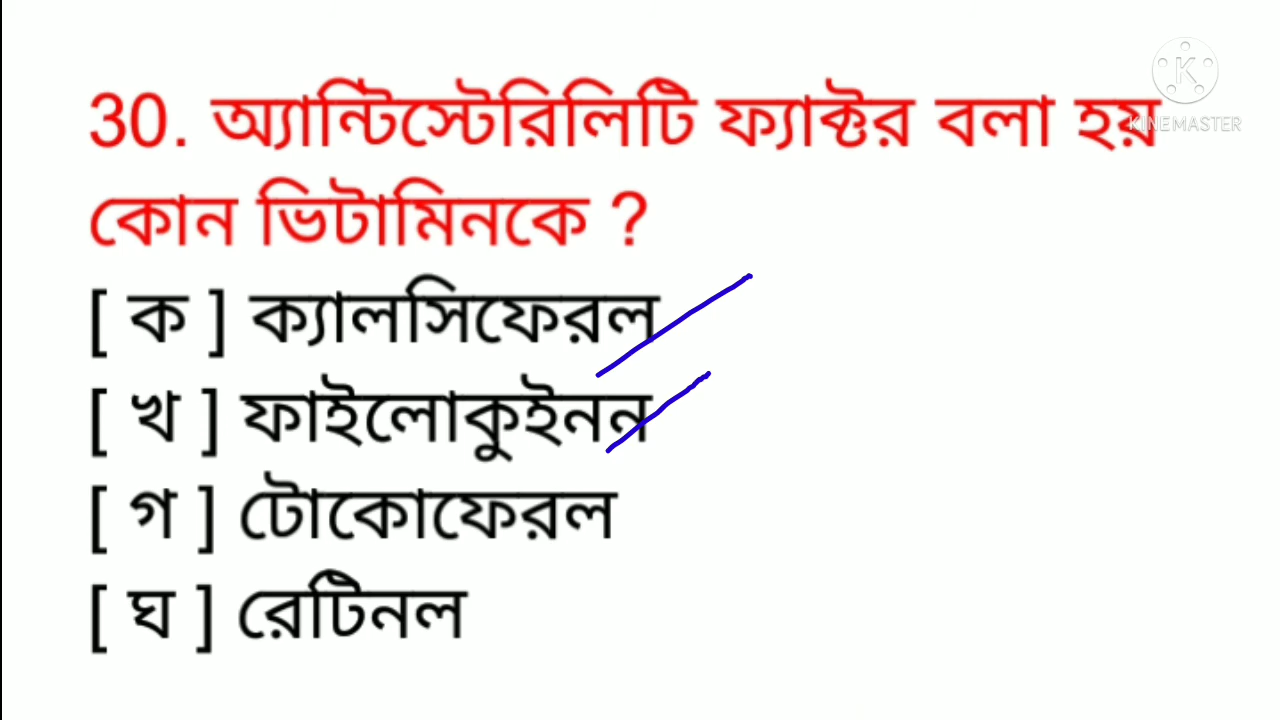 30. অ্যান্টিস্টেরিলিটি ফ্যাক্টর বলা হয়
কোন ভিটামিনকে ?
[ ক ] ক্যালসিফেরল
[ খ ] ফাইলোকুইনন
[ গ ] টোকোফেরল
[ ঘ ] রেটিনল
K
KINEMASTER